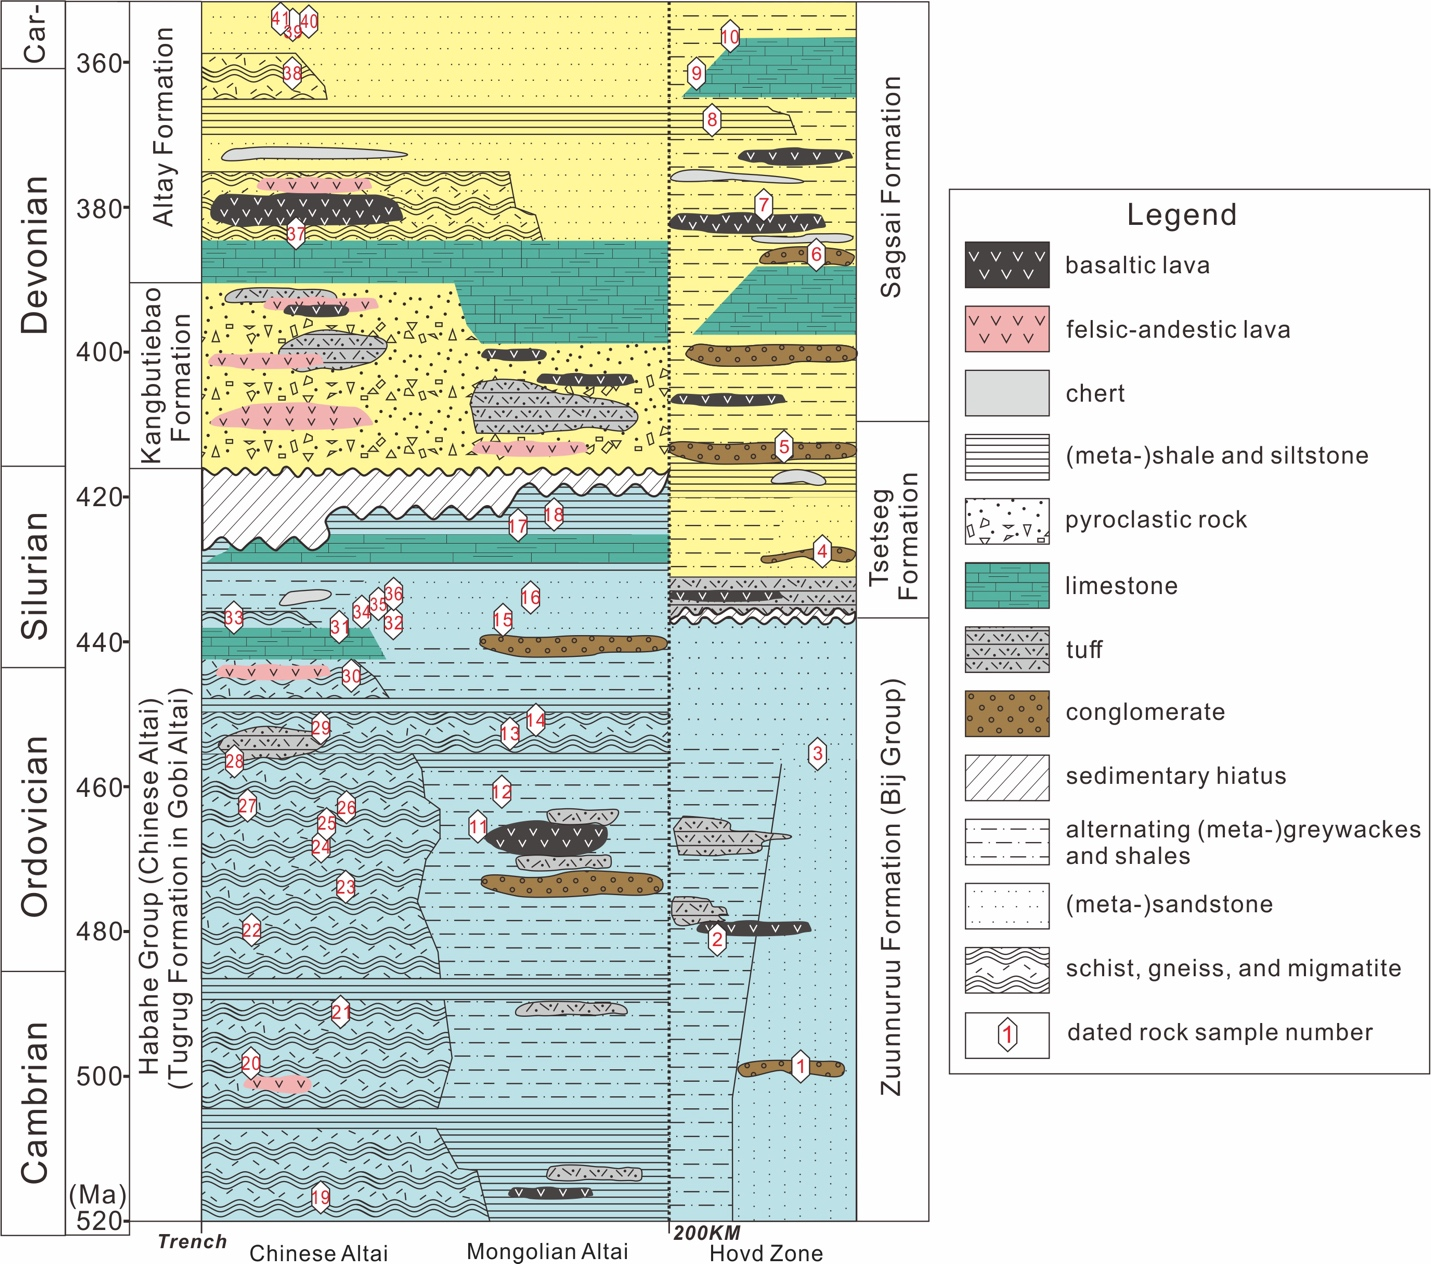 Car-
Devonian
Silurian
Ordovician
Cambrian
360
380
400
420
440
460
480
500
(Ma)
520
Altay Formation
Kangbutiebao
Formation
Habahe Group (Chinese Altai)
(Tugrug Formation in Gobi Altai)
41
39
40
38
37
18
17
36
35
34
33
32
31
16
15
30
29
14
13
28
27
26
25
24
12
11
23
22
21
20
19
10
9
8
7
6
5
4
3
2
1
Sagsai Formation
Tsetseg
Formation
Zuunnuruu Formation (Bij Group)
Trench
200KM
Chinese Altai
Mongolian Altai
Hovd Zone
Legend
basaltic lava
felsic-andestic lava
chert
(meta-)shale and siltstone
pyroclastic rock
limestone
tuff
conglomerate
sedimentary hiatus
alternating (meta-)greywackes
and shales
(meta-)sandstone
schist, gneiss, and migmatite
1
dated rock sample number